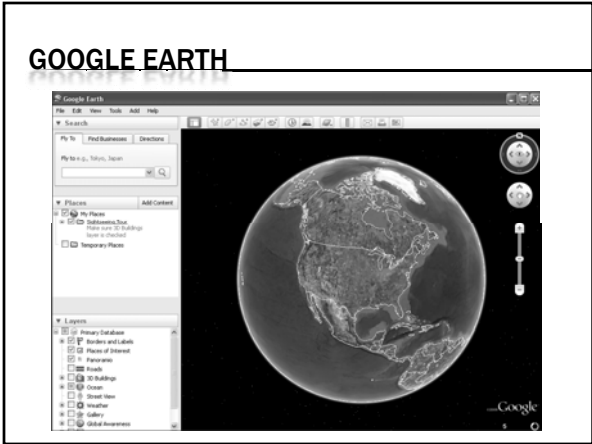 GOOGLE EARTH
Google Earth
File Edit View Tools Add Help
Search
Fly To Find Businesses Directions
Fly to e.g., Tokyo, Japan
Places Add Content
My Places
Sightseeing Tour
Make sure 3D Buildings
layer is checked
Temporary Places
Layers
Primary Database
Borders and Labels
Places of Interest
Panoramio
Roads
3D Buildings
Ocean
Street View
Weather
Gallery
Global Awareness
Google